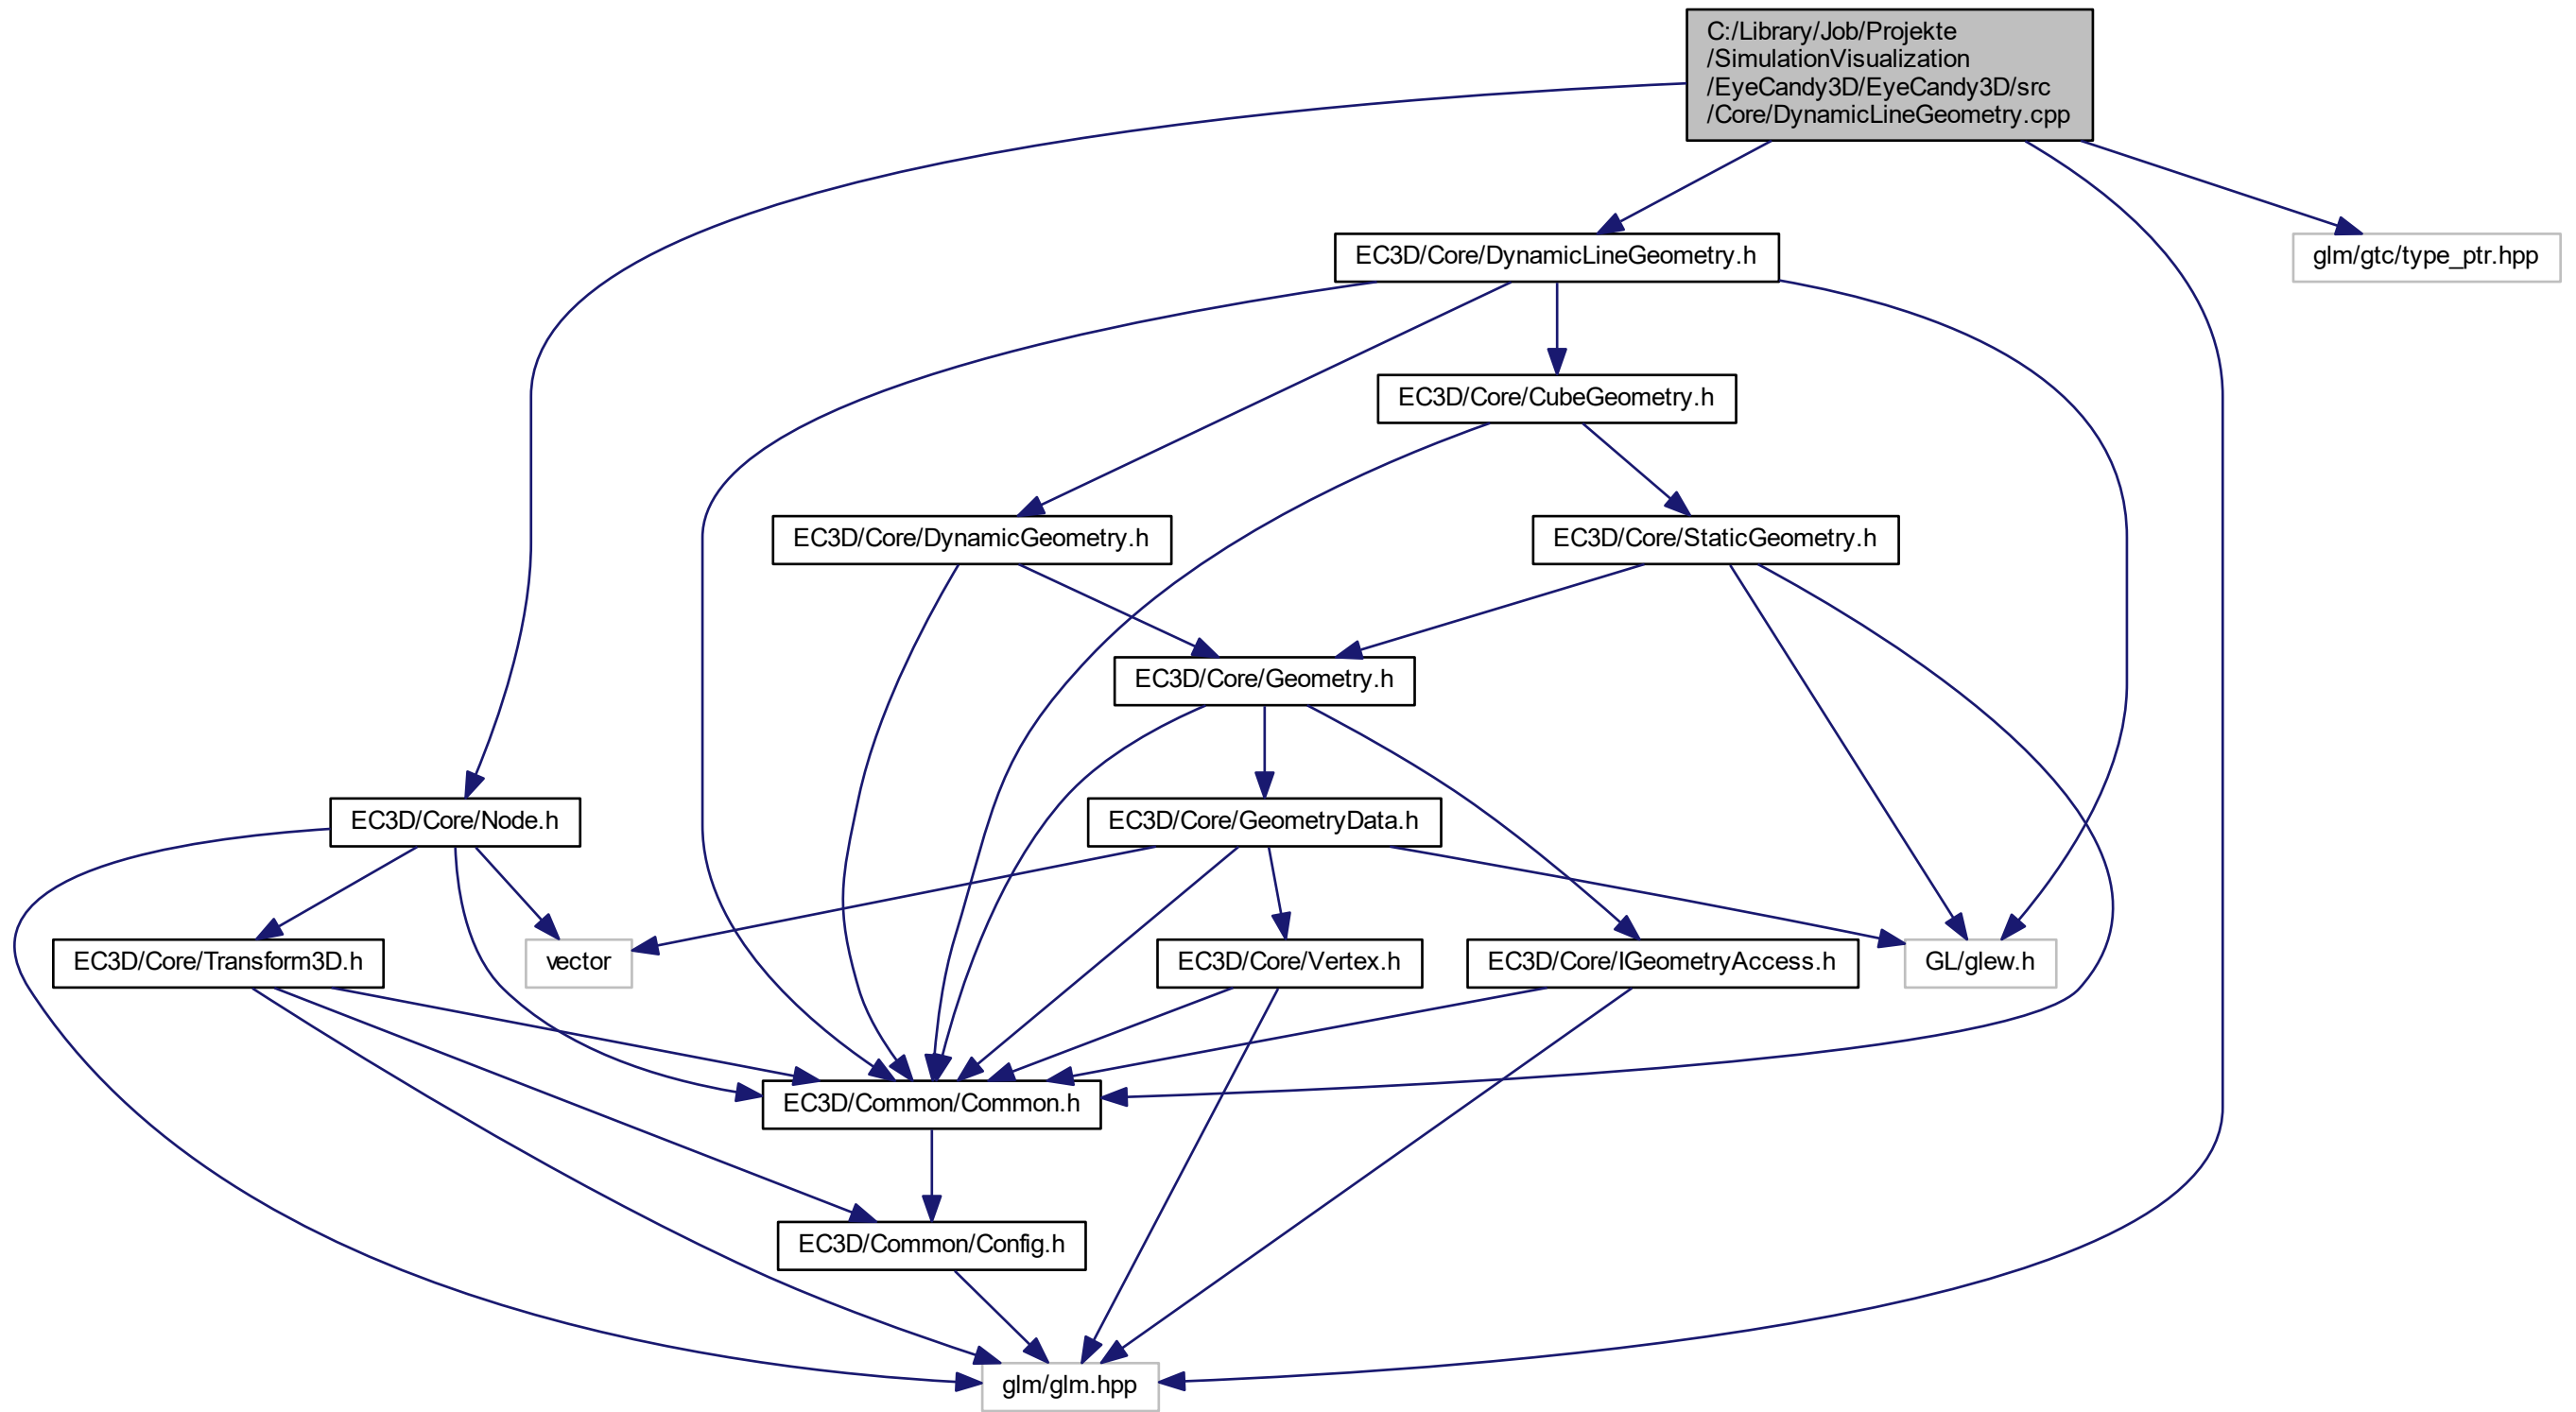 C:/Library/Job/Projekte
/SimulationVisualization
/EyeCandy3D/EyeCandy3D/src
/Core/DynamicLineGeometry.cpp
EC3D/Core/DynamicLineGeometry.h
glm/gtc/type_ptr.hpp
EC3D/Core/CubeGeometry.h
EC3D/Core/DynamicGeometry.h
EC3D/Core/StaticGeometry.h
EC3D/Core/Geometry.h
EC3D/Core/Node.h
EC3D/Core/GeometryData.h
EC3D/Core/Transform3D.h
vector
EC3D/Core/Vertex.h
EC3D/Core/IGeometryAccess.h
GL/glew.h
EC3D/Common/Common.h
EC3D/Common/Config.h
glm/glm.hpp